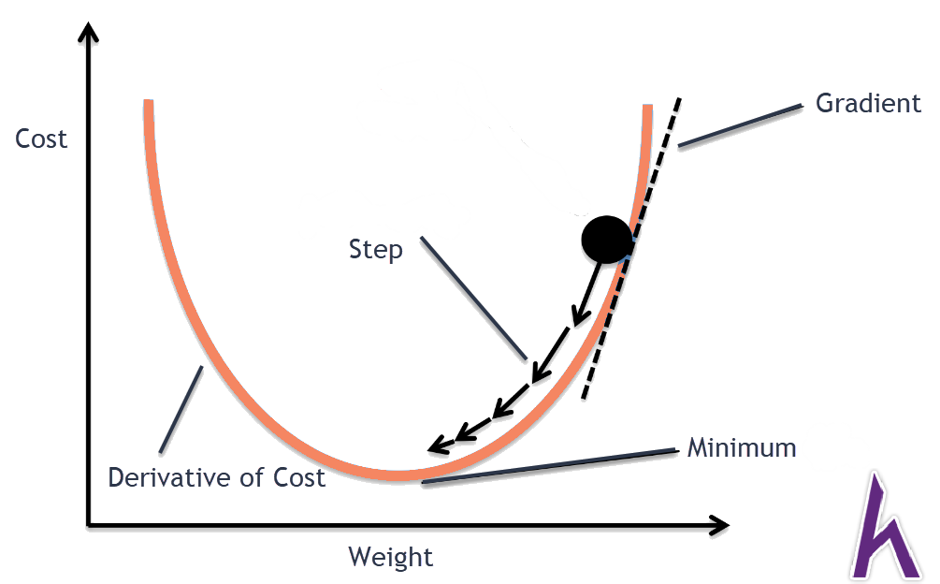 Gradient
Cost
Step
Minimum
Derivative of Cost
Weight
h